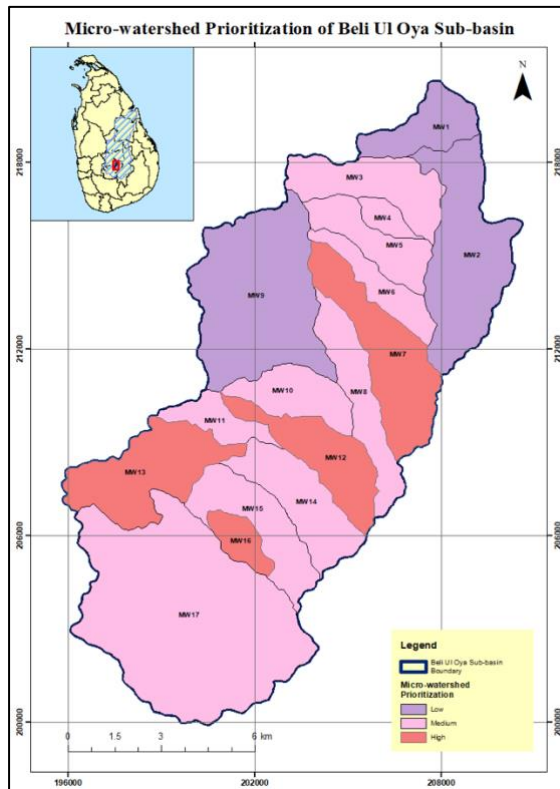 Micro-watershed Prioritization of Beli Ul Oya Sub-basin
N
MW1
218000
218000
MW3
MW4
MW5
MW2
MW6
MW9
212000
MW7
212000
MW8
MW10
MW11
MW12
MW13
MW14
MW15
206000
MW16
206000
MW17
Legend
Beli Ul Oya Sub-basin
Boundary
Micro-watershed
Prioritization
Low
Medium
High
200000
200000
0 1.5 3 6 km
196000 202000 208000